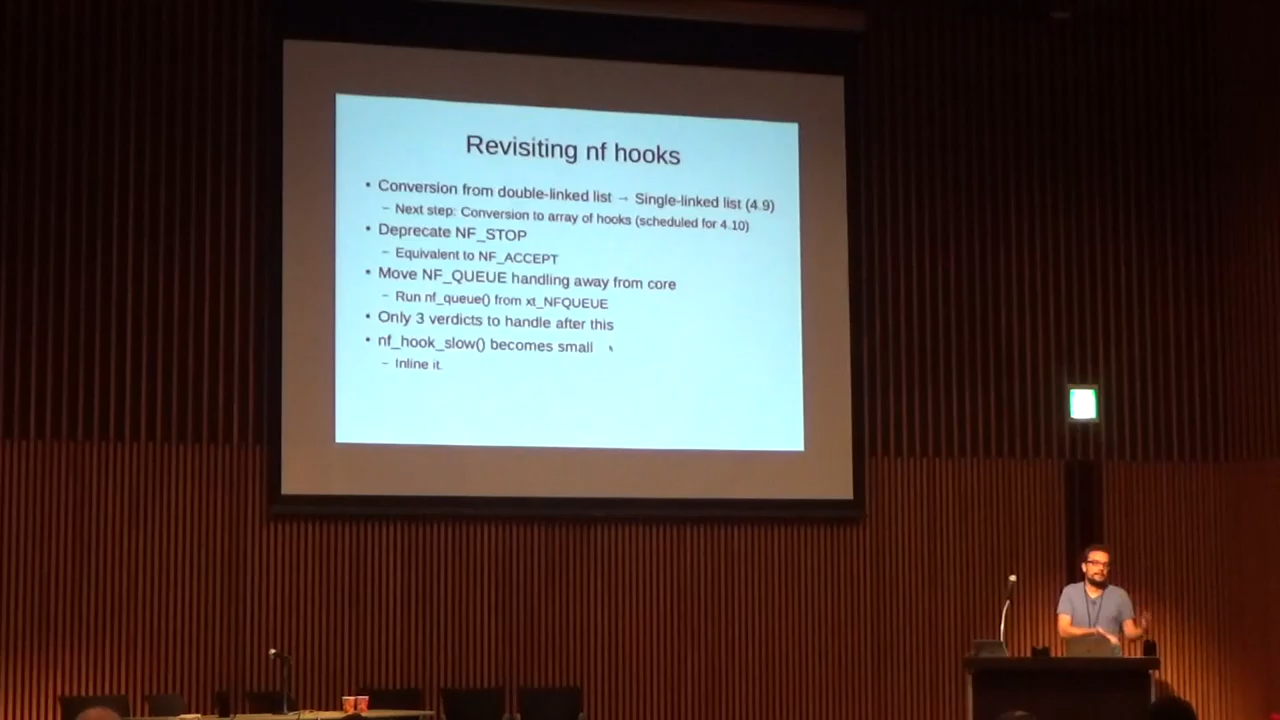 Revisiting nf hooks
• Conversion from double-linked list → Single-linked list (4.9)
– Next step: Conversion to array of hooks (scheduled for 4.10)
• Deprecate NF_STOP
– Equivalent to NF_ACCEPT
• Move NF_QUEUE handling away from core
– Run nf_queue() from xt_NFQUEUE
• Only 3 verdicts to handle after this
• nf_hook_slow() becomes small
– Inline it.